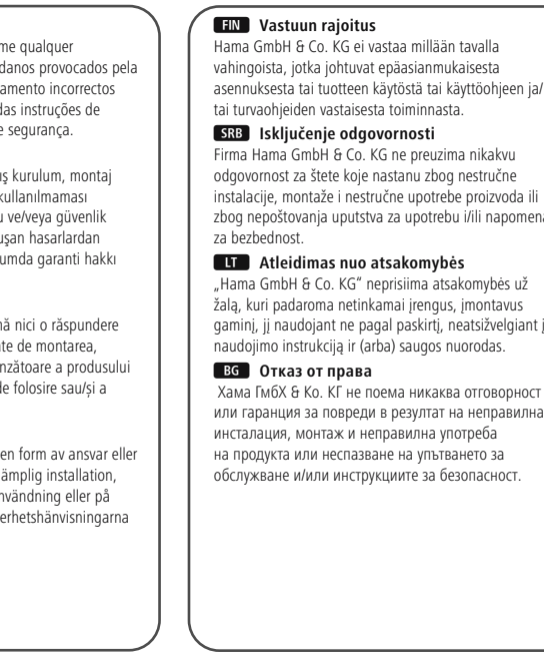 me qualquer
danos provocados pela
amento incorrectos
das instruções de
e segurança.
uş kurulum, montaj
kullanılmaması
u ve/veya güvenlik
uşan hasarlardan
umda garanti hakkı
nă nici o răspundere
te de montarea,
nzătoare a produsului
de folosire sau/şi a
en form av ansvar eller
ämplig installation,
nvändning eller på
erhetshänvisningarna
FIN Vastuun rajoitus
Hama GmbH & Co. KG ei vastaa millään tavalla
vahingoista, jotka johtuvat epäasianmukaisesta
asennuksesta tai tuotteen käytöstä tai käyttöohjeen ja/
tai turvaohjeiden vastaisesta toiminnasta.
SRB Isključenje odgovornosti
Firma Hama GmbH & Co. KG ne preuzima nikakvu
odgovornost za štete koje nastanu zbog nestručne
instalacije, montaže i nestručne upotrebe proizvoda ili
zbog nepoštovanja uputstva za upotrebu i/ili napomena
za bezbednost.
LT Atleidimas nuo atsakomybės
„Hama GmbH & Co. KG“ neprisiima atsakomybės už
žalą, kuri padaroma netinkamai įrengus, įmontavus
gaminį, jį naudojant ne pagal paskirtį, neatsižvelgiant į
naudojimo instrukciją ir (arba) saugos nuorodas.
BG Отказ от права
Хама ГмбХ & Ко. КГ не поема никаква отговорност
или гаранция за повреди в резултат на неправилна
инсталация, монтаж и неправилна употреба
на продукта или неспазване на упътването за
обслужване и/или инструкциите за безопасност.